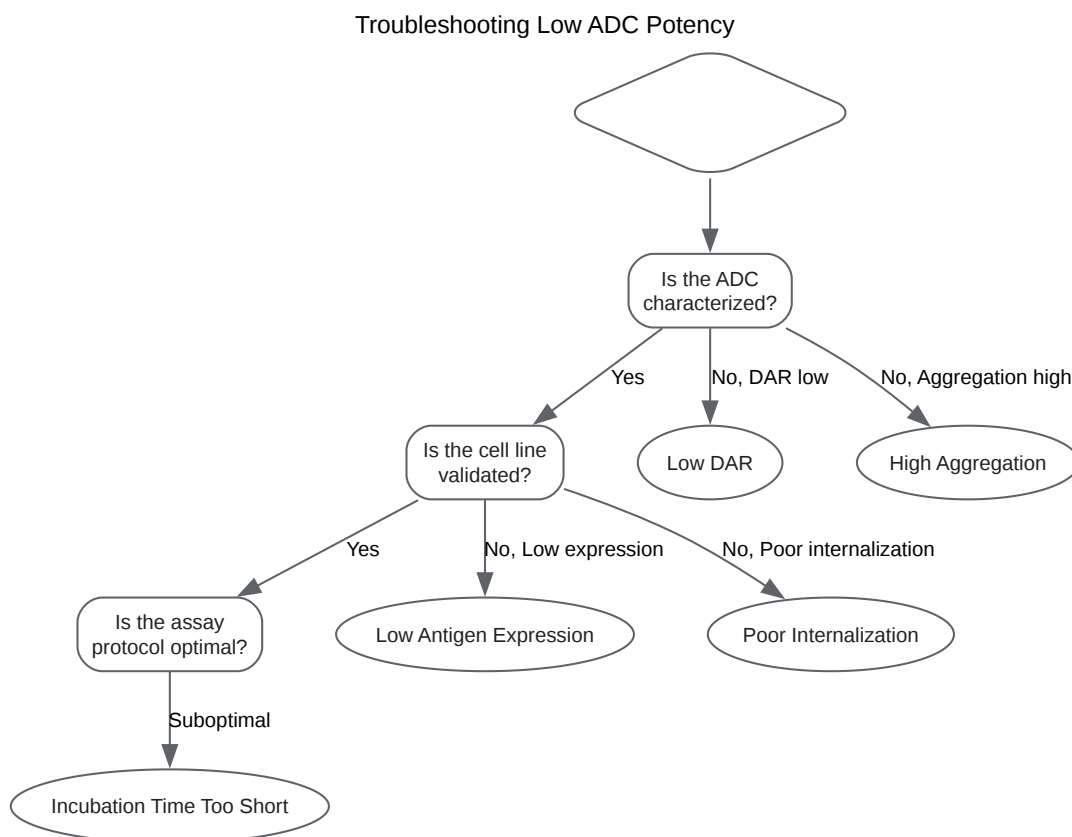 Troubleshooting Low ADC Potency
Is the ADC
characterized?
Yes
No, DAR low
No, Aggregation high
Is the cell line
validated?
Low DAR
High Aggregation
Yes
No, Low expression
No, Poor internalization
Is the assay
protocol optimal?
Low Antigen Expression
Poor Internalization
Suboptimal
Incubation Time Too Short